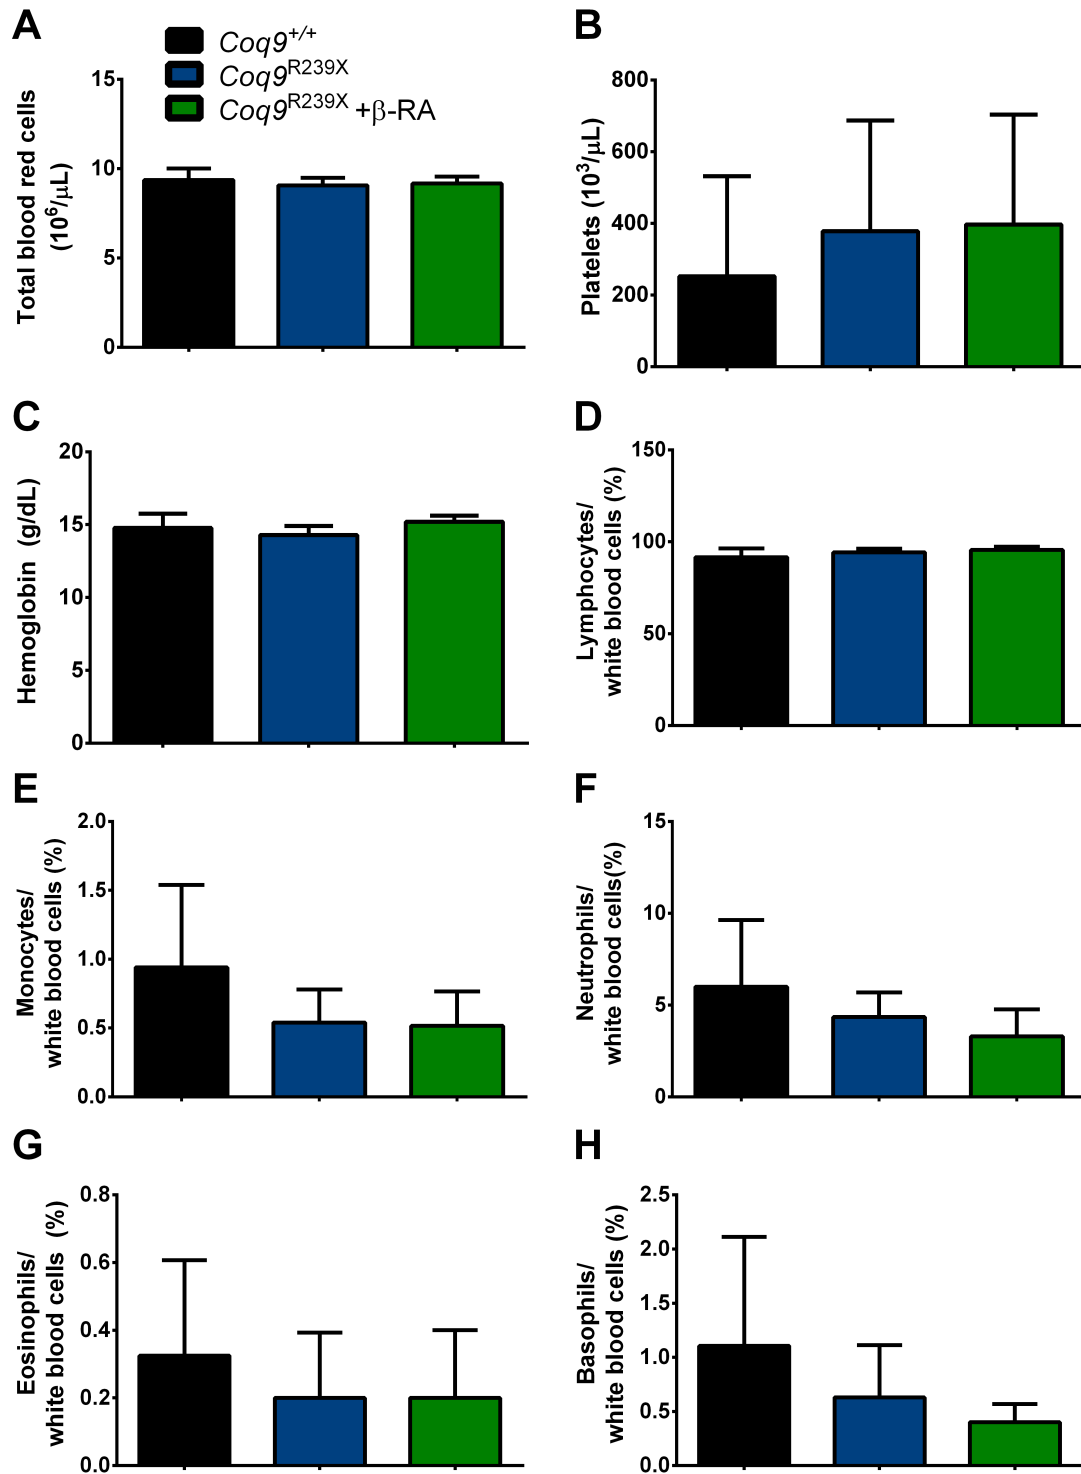 A
Coq9+/+
Coq9R239X
Coq9R239X +β-RA
Total blood red cells
(10⁶/μL)
15
10
5
0
B
Platelets (10³/μL)
800
600
400
200
0
C
Hemoglobin (g/dL)
20
15
10
5
0
D
Lymphocytes/
white blood cells (%)
150
100
50
0
E
Monocytes/
white blood cells (%)
2.0
1.5
1.0
0.5
0.0
F
Neutrophils/
white blood cells(%)
15
10
5
0
G
Eosinophils/
white blood cells (%)
0.8
0.6
0.4
0.2
0.0
H
Basophils/
white blood cells (%)
2.5
2.0
1.5
1.0
0.5
0.0